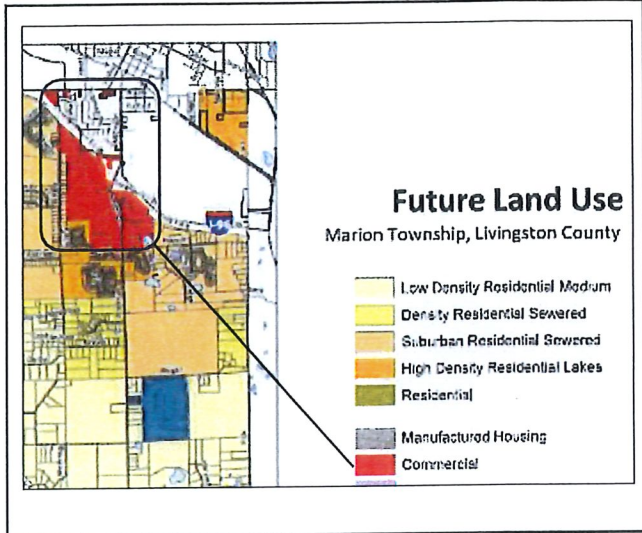 I-96
Future Land Use
Marion Township, Livingston County
Low Density Residential Medium
Density Residential Sewered
Suburban Residential Sewered
High Density Residential Lakes
Residential
Manufactured Housing
Commercial